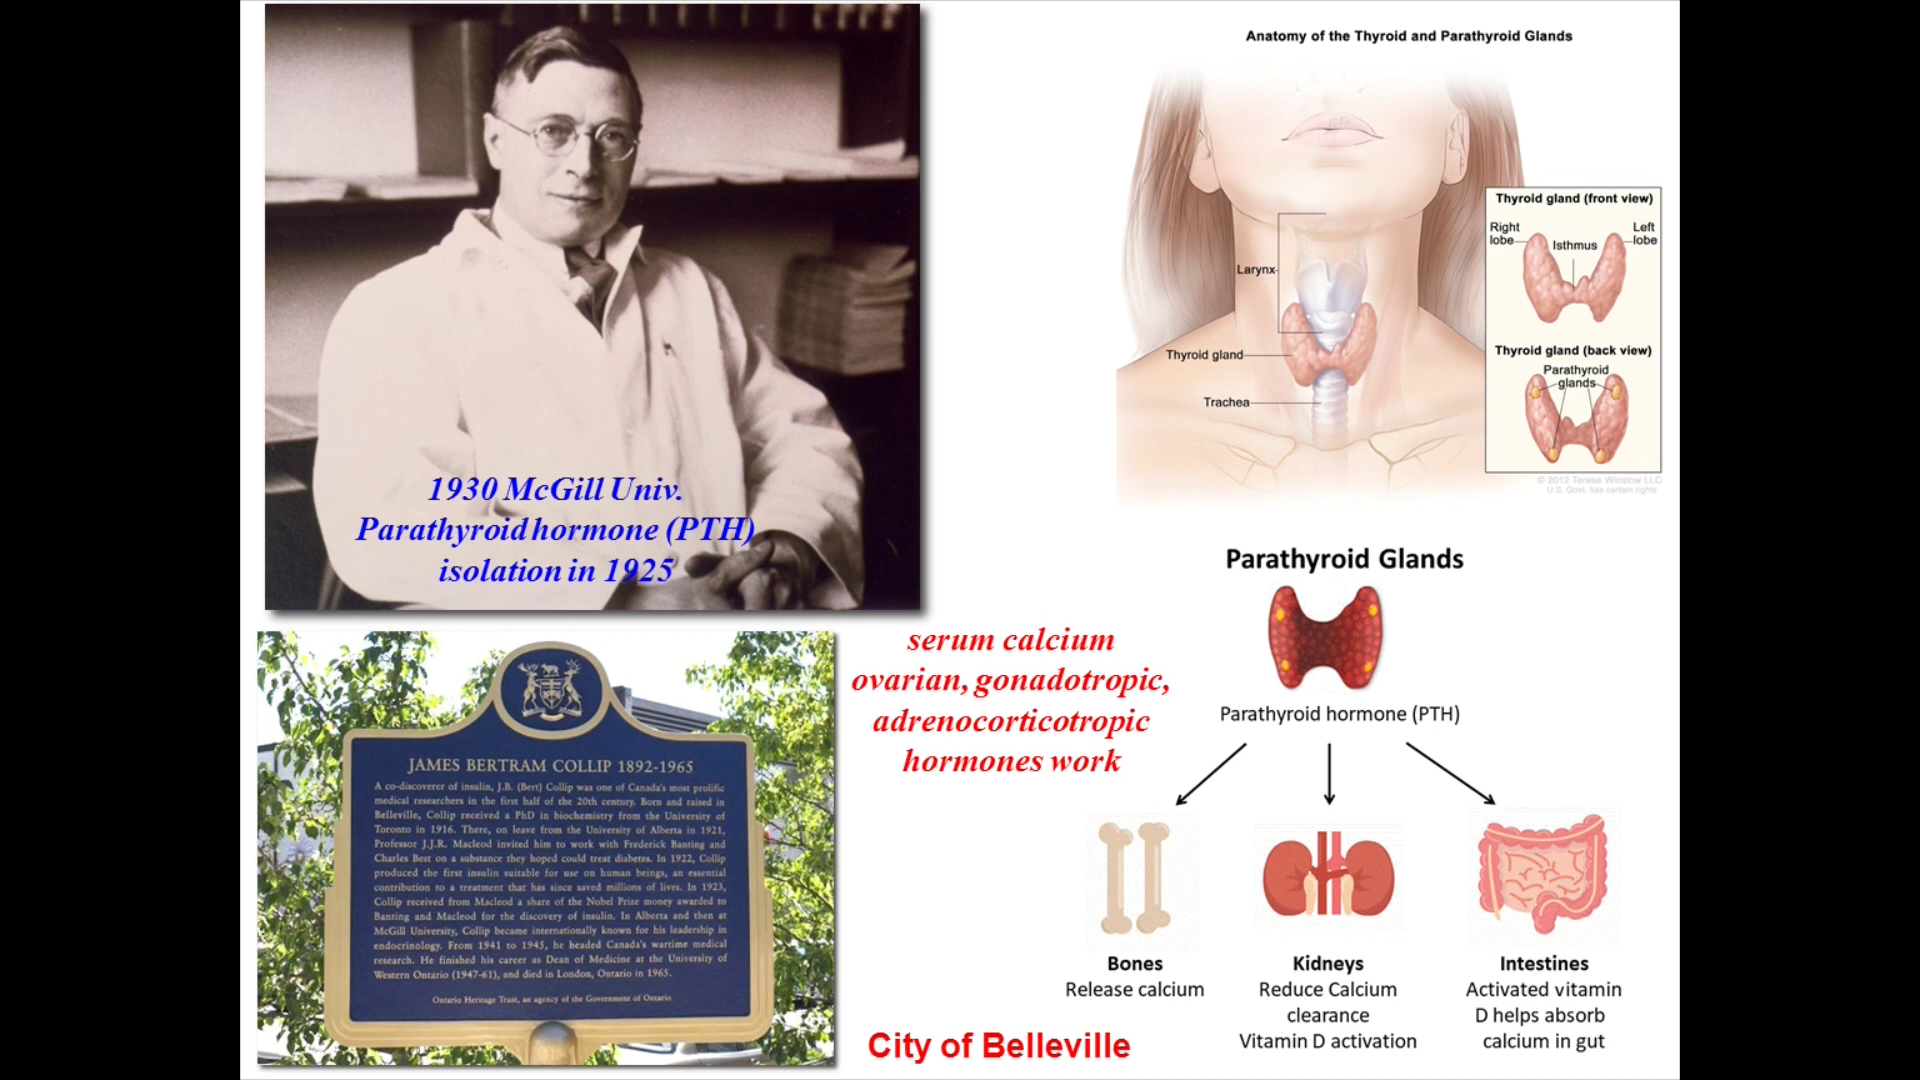 1930 McGill Univ.
Parathyroid hormone (PTH)
isolation in 1925
JAMES BERTRAM COLLIP 1892-1965
A co-discoverer of insulin, J.B. (Bert) Collip was one of Canada's most prolific
medical researchers in the first half of the 20th century. Born and raised in
Belleville, Collip received a PhD in biochemistry from the University of
Toronto in 1916. There, on leave from the University of Alberta in 1921,
Professor J.J.R. Macleod invited him to work with Frederick Banting and
Charles Best on a substance they hoped could treat diabetes. In 1922, Collip
produced the first insulin suitable for use on human beings, an essential
contribution to a treatment that has since saved millions of lives. In 1923,
Collip received from Macleod a share of the Nobel Prize money awarded to
Banting and Macleod for the discovery of insulin. In Alberta and then at
McGill University, Collip became internationally known for his leadership in
endocrinology. From 1941 to 1945, he headed Canada's wartime medical
research. He finished his career as Dean of Medicine at the University of
Western Ontario (1947-61), and died in London, Ontario in 1965.
Ontario Heritage Trust, an agency of the Government of Ontario
serum calcium
ovarian, gonadotropic,
adrenocorticotropic
hormones work
City of Belleville
Anatomy of the Thyroid and Parathyroid Glands
Larynx
Thyroid gland
Trachea
Thyroid gland (front view)
Right
lobe
Isthmus
Left
lobe
Thyroid gland (back view)
Parathyroid
glands
© 2012 Terese Winslow LLC
U.S. Govt. has certain rights
Parathyroid Glands
Parathyroid hormone (PTH)
Bones
Release calcium
Kidneys
Reduce Calcium
clearance
Vitamin D activation
Intestines
Activated vitamin
D helps absorb
calcium in gut